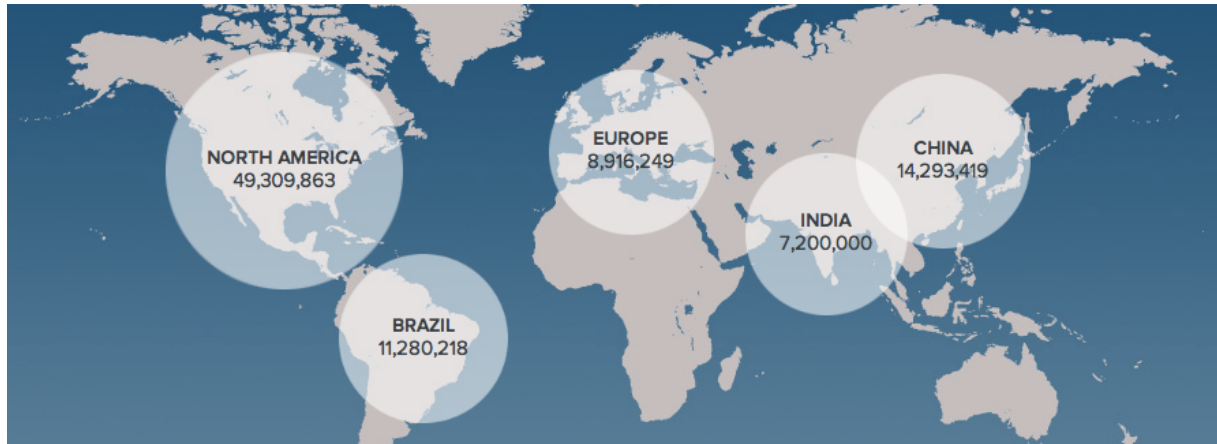 NORTH AMERICA
49,309,863
EUROPE
8,916,249
CHINA
14,293,419
INDIA
7,200,000
BRAZIL
11,280,218